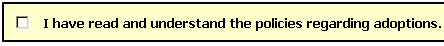 I have read and understand the policies regarding adoptions.